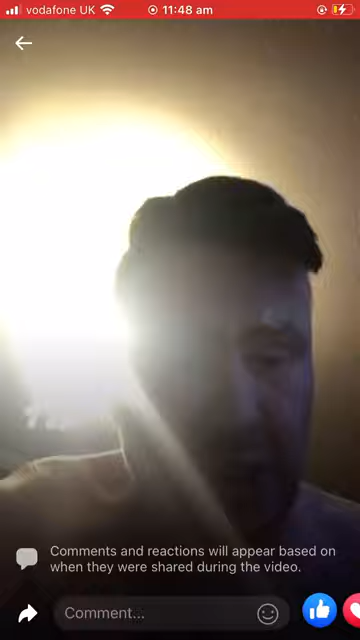 vodafone UK
11:48 am
Comments and reactions will appear based on
when they were shared during the video.
Comment...